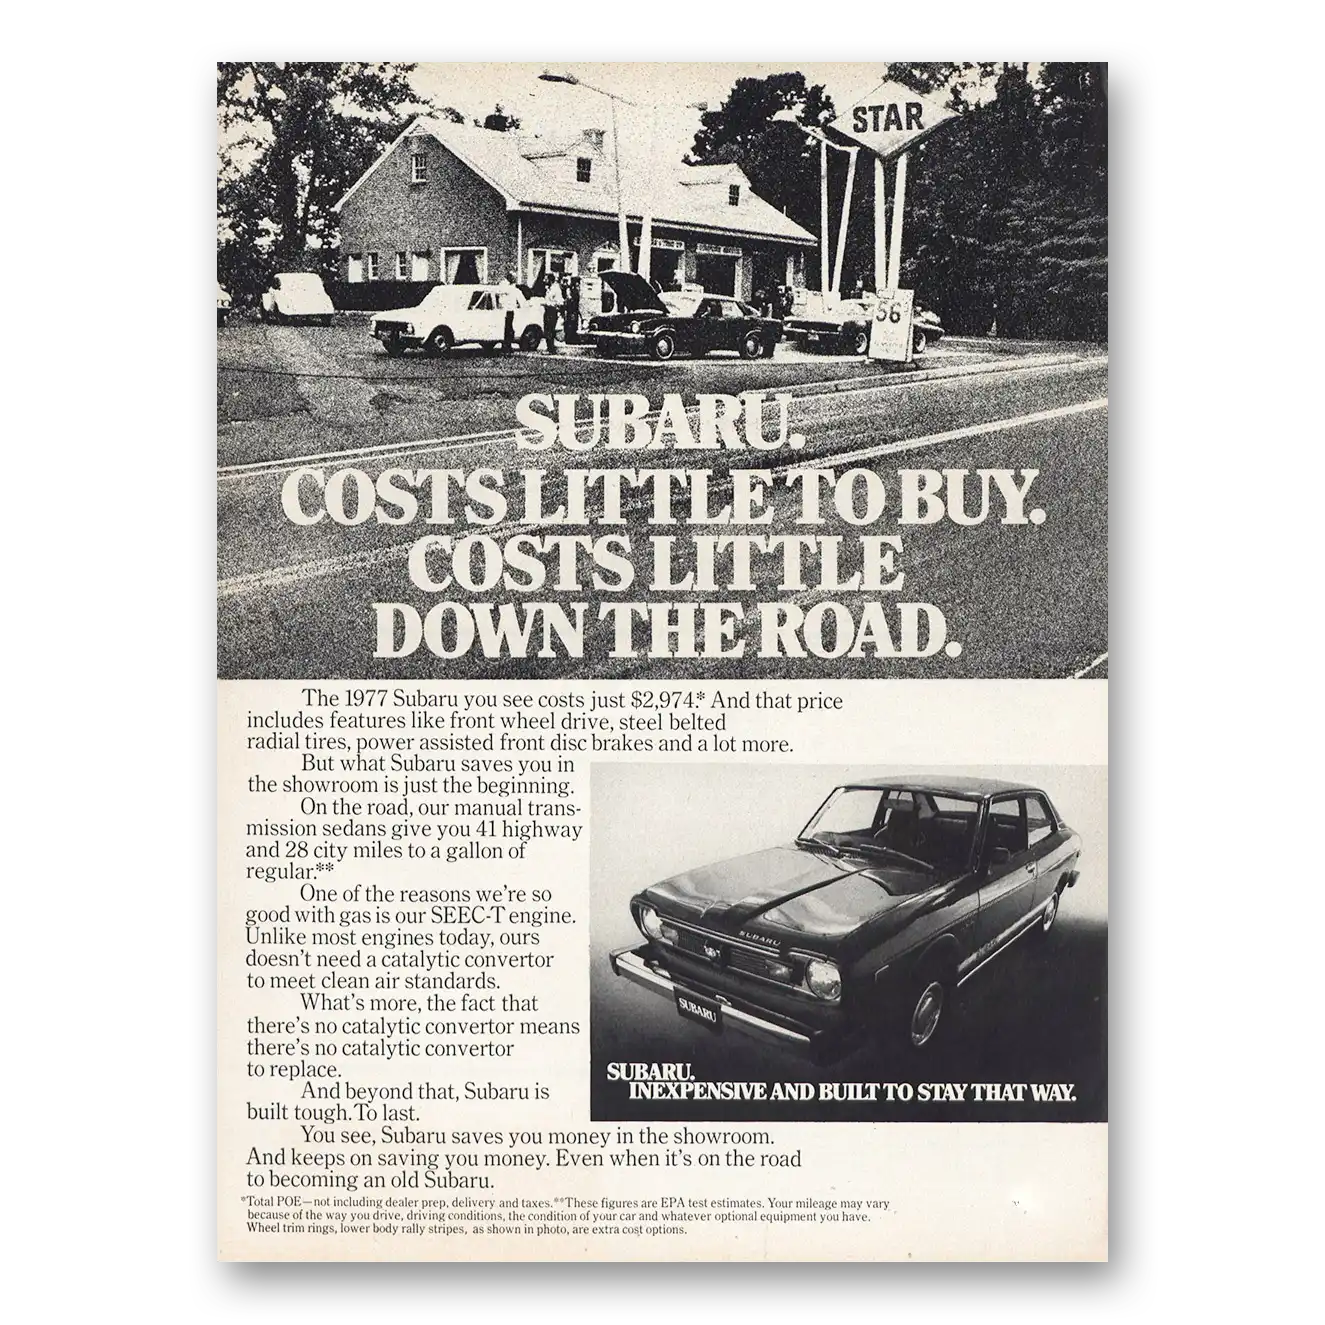 STAR
56
SUBARU.
COSTS LITTLE TO BUY.
COSTS LITTLE
DOWN THE ROAD.
The 1977 Subaru you see costs just $2,974.* And that price
includes features like front wheel drive, steel belted
radial tires, power assisted front disc brakes and a lot more.
But what Subaru saves you in
the showroom is just the beginning.
On the road, our manual trans-
mission sedans give you 41 highway
and 28 city miles to a gallon of
regular.**
One of the reasons we're so
good with gas is our SEEC-T engine.
Unlike most engines today, ours
doesn't need a catalytic convertor
to meet clean air standards.
What's more, the fact that
there's no catalytic convertor means
there's no catalytic convertor
to replace.
And beyond that, Subaru is
built tough. To last.
You see, Subaru saves you money in the showroom.
And keeps on saving you money. Even when it's on the road
to becoming an old Subaru.
SUBARU
SUBARU
SUBARU.
INEXPENSIVE AND BUILT TO STAY THAT WAY.
*Total POE—not including dealer prep, delivery and taxes. **These figures are EPA test estimates. Your mileage may vary
because of the way you drive, driving conditions, the condition of your car and whatever optional equipment you have.
Wheel trim rings, lower body rally stripes, as shown in photo, are extra cost options.